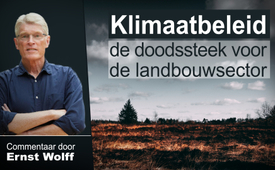 Klimaatbeleid
de doodssteek voor
de landbouwsector
Commentaar door
Ernst Wolff